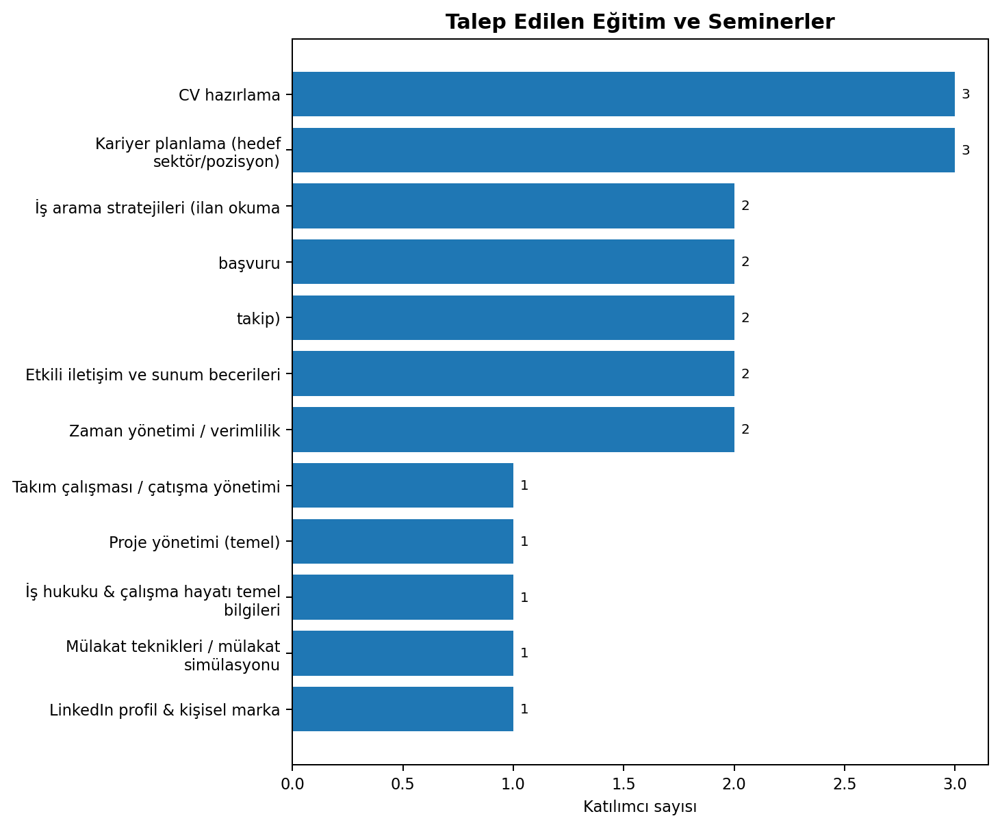 Talep Edilen Eğitim ve Seminerler
CV hazırlama
3
Kariyer planlama (hedef
sektör/pozisyon)
3
İş arama stratejileri (ilan okuma
2
başvuru
2
takip)
2
Etkili iletişim ve sunum becerileri
2
Zaman yönetimi / verimlilik
2
Takım çalışması / çatışma yönetimi
1
Proje yönetimi (temel)
1
İş hukuku & çalışma hayatı temel
bilgileri
1
Mülakat teknikleri / mülakat
simülasyonu
1
LinkedIn profil & kişisel marka
1
0.0 0.5 1.0 1.5 2.0 2.5 3.0
Katılımcı sayısı